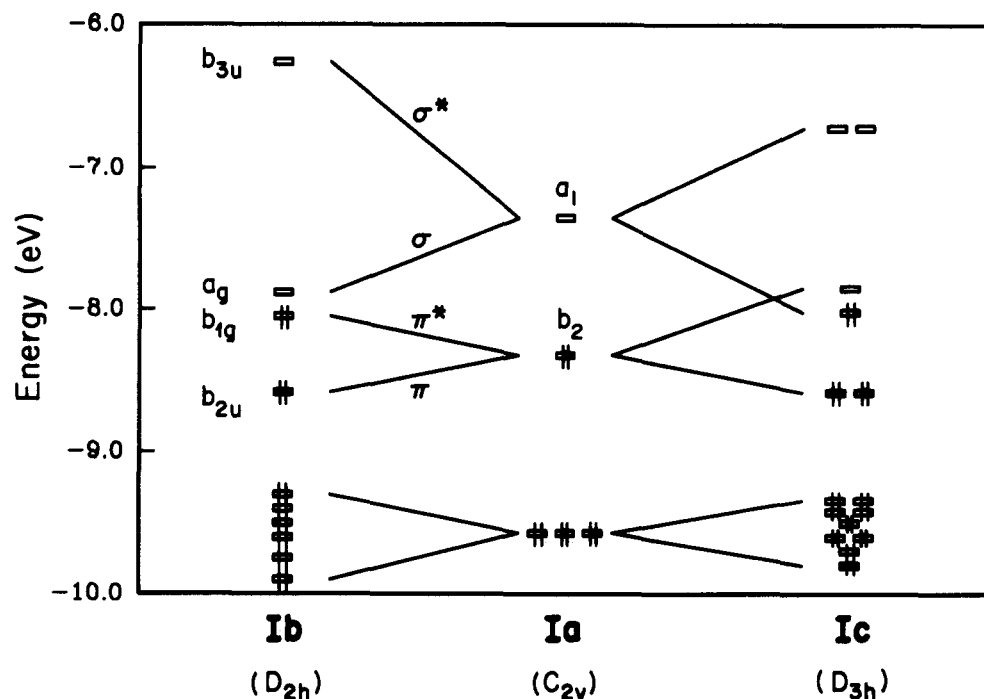 Energy (eV)
-6.0
-7.0
-8.0
-9.0
-10.0
b3u
σ*
σ
ag
b1g
π*
π
b2u
a1
b2
Ib Ia Ic
(D2h) (C2v) (D3h)